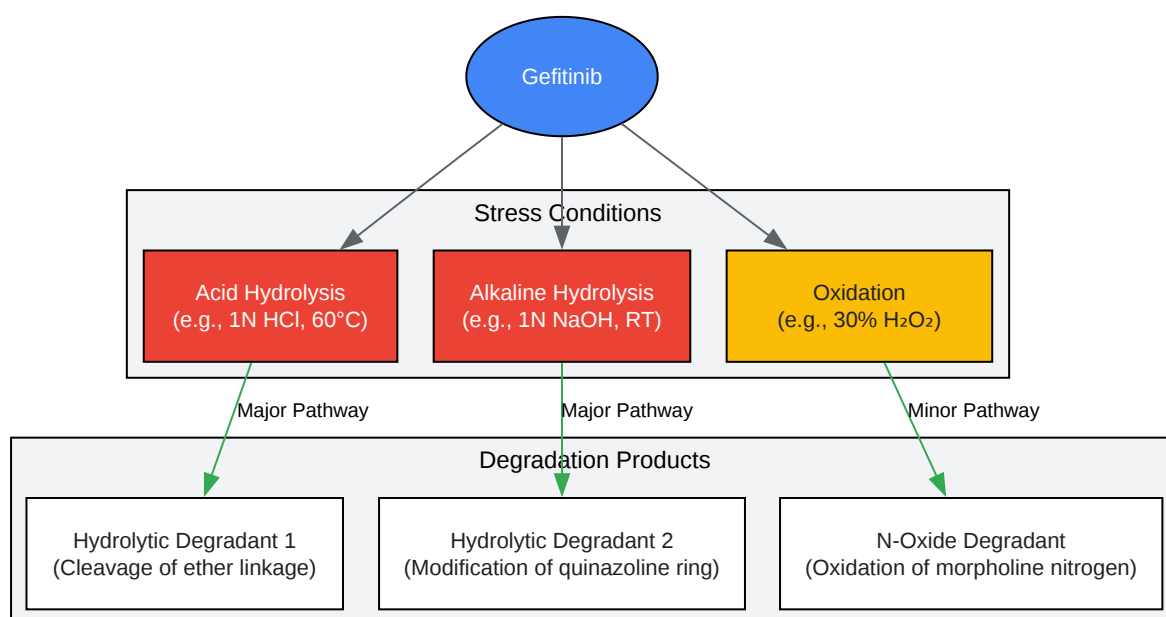 Gefitinib
Stress Conditions
Acid Hydrolysis
(e.g., 1N HCl, 60°C)
Alkaline Hydrolysis
(e.g., 1N NaOH, RT)
Oxidation
(e.g., 30% H₂O₂)
Major Pathway
Major Pathway
Minor Pathway
Degradation Products
Hydrolytic Degradant 1
(Cleavage of ether linkage)
Hydrolytic Degradant 2
(Modification of quinazoline ring)
N-Oxide Degradant
(Oxidation of morpholine nitrogen)